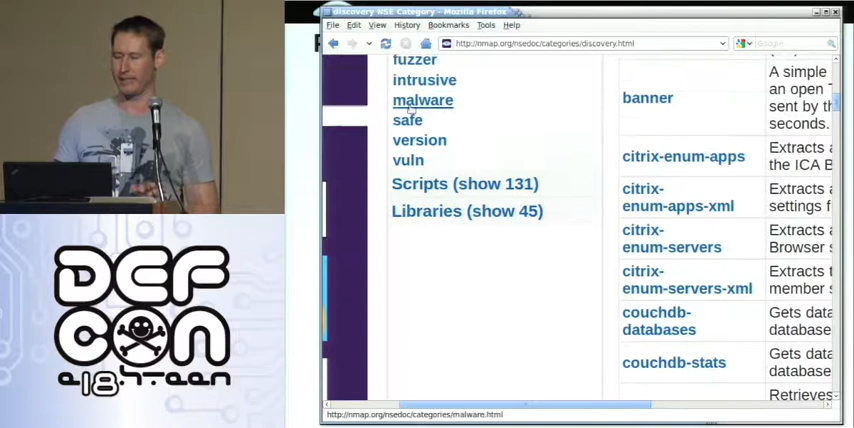 discovery NSE Category - Mozilla Firefox
File Edit View History Bookmarks Tools Help
http://nmap.org/nsedoc/categories/discovery.html
Google
fuzzer
intrusive
malware
safe
version
vuln
Scripts (show 131)
Libraries (show 45)
banner
A simple
an open
sent by th
seconds.
citrix-enum-apps
Extracts a
the ICA B
citrix-
enum-apps-xml
Extracts a
settings f
citrix-
enum-servers
Extracts a
Browser s
citrix-
enum-servers-xml
Extracts t
member s
couchdb-
databases
Gets data
database
couchdb-stats
Gets data
database
Retrieves
http://nmap.org/nsedoc/categories/malware.html
DEF
CON
e18hteen